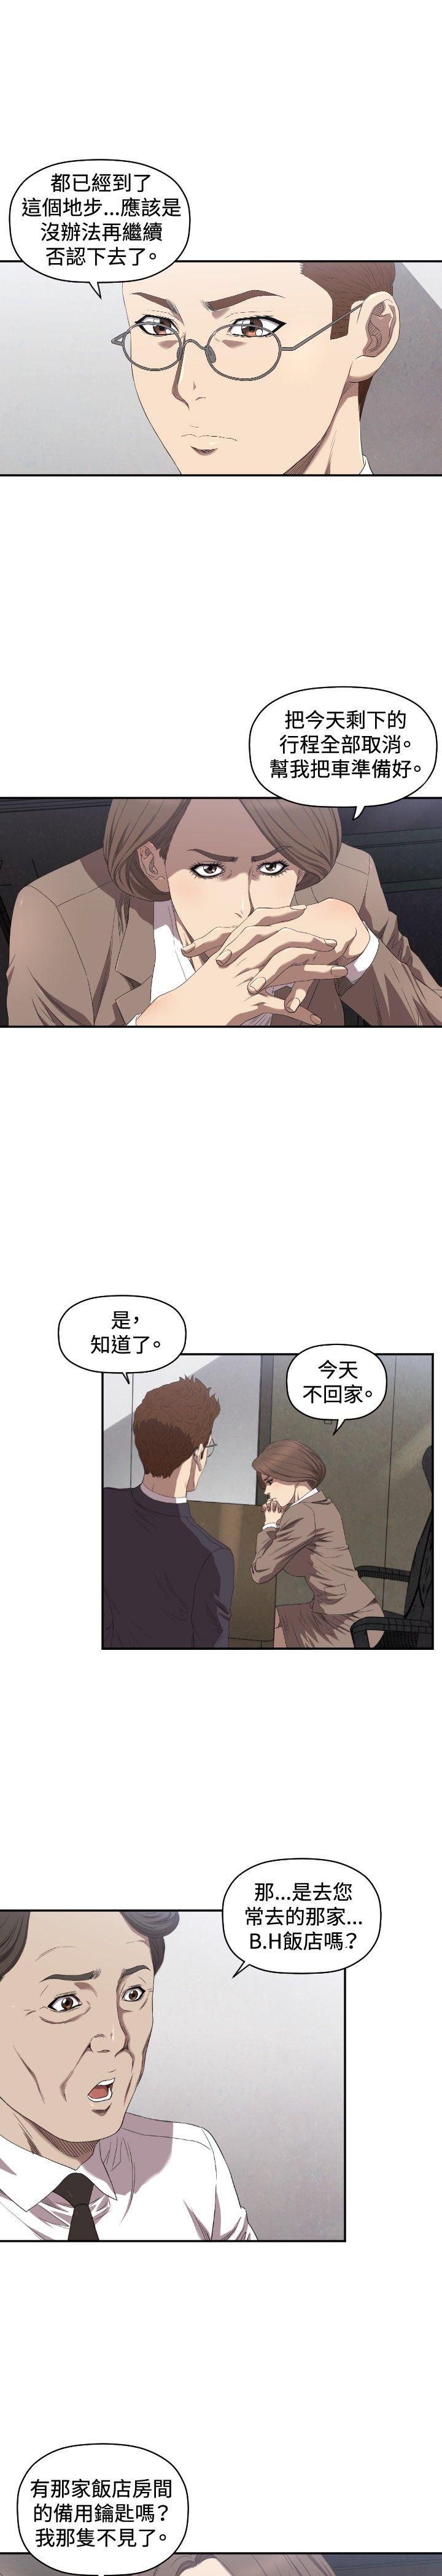 都已經到了
這個地步...應該是
沒辦法再繼續
否認下去了。
把今天剩下的
行程全部取消。
幫我把車準備好。
是,
知道了。
今天
不回家。
那...是去您
常去的那家...
B.H飯店嗎?
有那家飯店房間
的備用鑰匙嗎?
我那隻不見了。